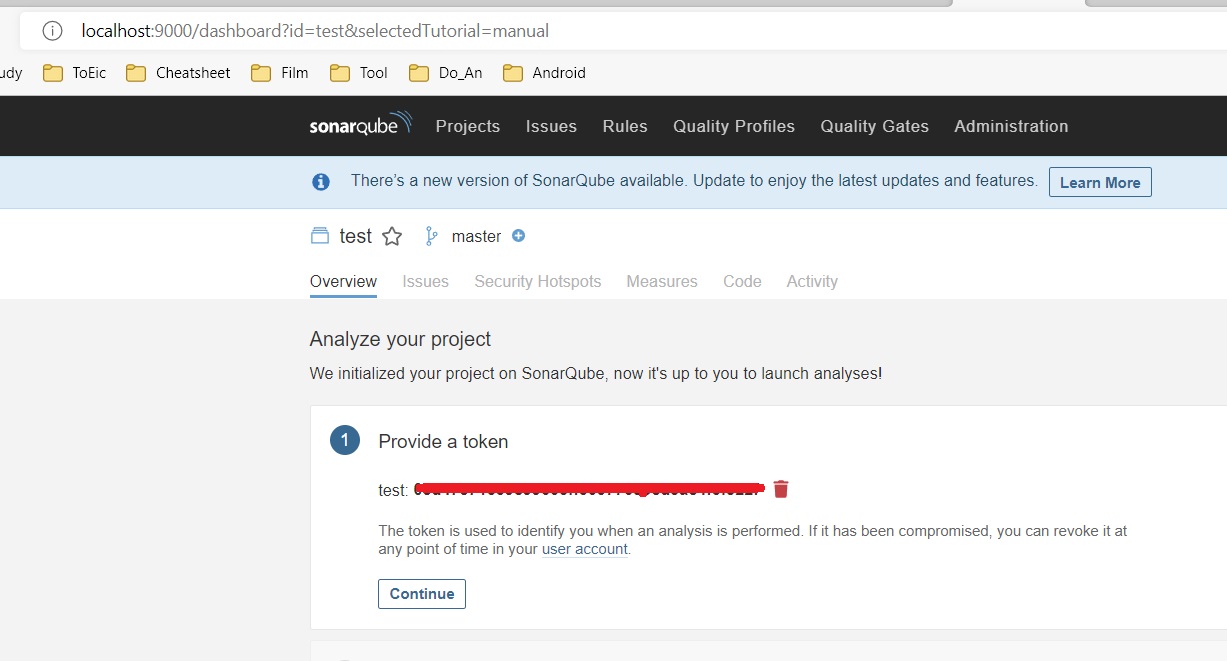 localhost:9000/dashboard?id=test&selectedTutorial=manual
ToEic Cheatsheet Film Tool Do_An Android
sonarqube Projects Issues Rules Quality Profiles Quality Gates Administration
There's a new version of SonarQube available. Update to enjoy the latest updates and features. Learn More
test master
Overview Issues Security Hotspots Measures Code Activity
Analyze your project
We initialized your project on SonarQube, now it's up to you to launch analyses!
1 Provide a token
test:
The token is used to identify you when an analysis is performed. If it has been compromised, you can revoke it at
any point of time in your user account.
Continue